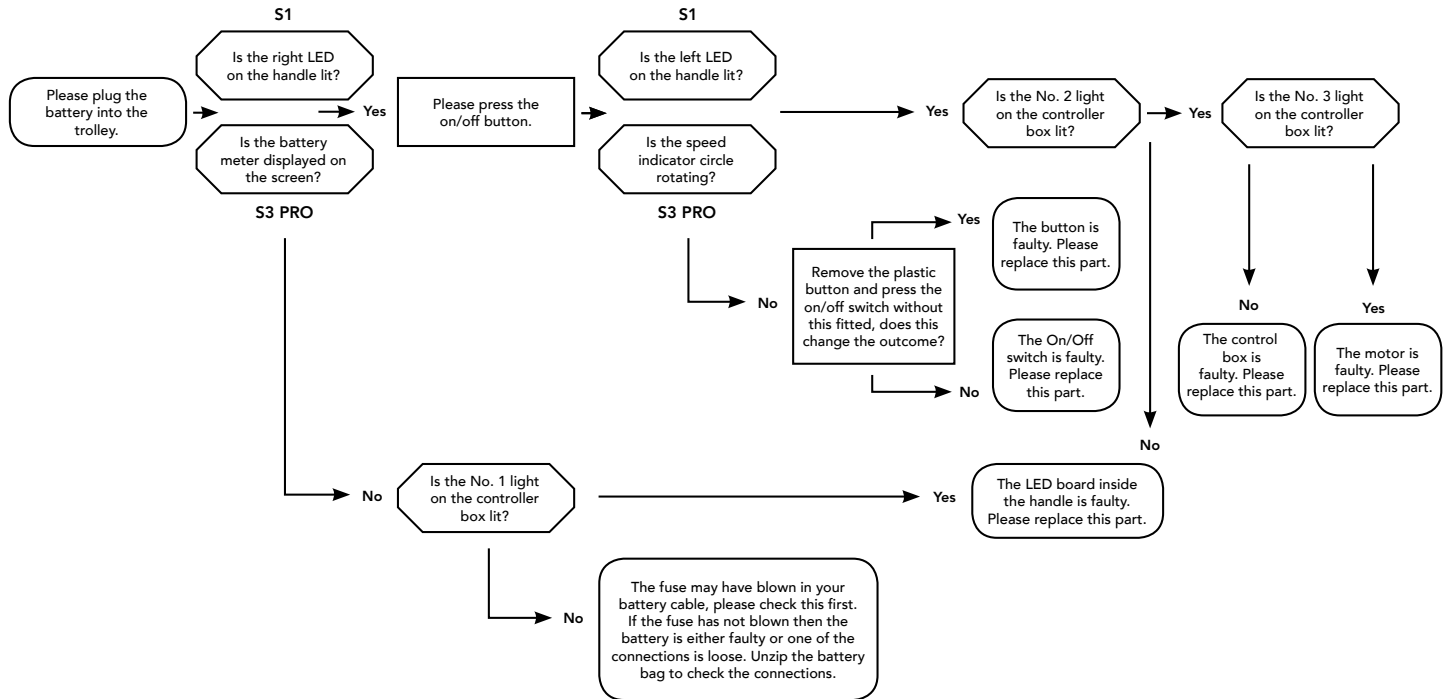 S1
Is the right LED
on the handle lit?
Please plug the
battery into the
trolley.
Yes
Is the battery
meter displayed on
the screen?
S3 PRO
Please press the
on/off button.
S1
Is the left LED
on the handle lit?
Is the speed
indicator circle
rotating?
S3 PRO
Yes
Is the No. 2 light
on the controller
box lit?
Yes
Is the No. 3 light
on the controller
box lit?
No
Remove the plastic
button and press the
on/off switch without
this fitted, does this
change the outcome?
Yes
The button is
faulty. Please
replace this part.
No
The On/Off
switch is faulty.
Please replace
this part.
No
The control
box is
faulty. Please
replace this part.
Yes
The motor is
faulty. Please
replace this part.
No
No
Is the No. 1 light
on the controller
box lit?
Yes
The LED board inside
the handle is faulty.
Please replace this part.
No
The fuse may have blown in your
battery cable, please check this first.
If the fuse has not blown then the
battery is either faulty or one of the
connections is loose. Unzip the battery
bag to check the connections.